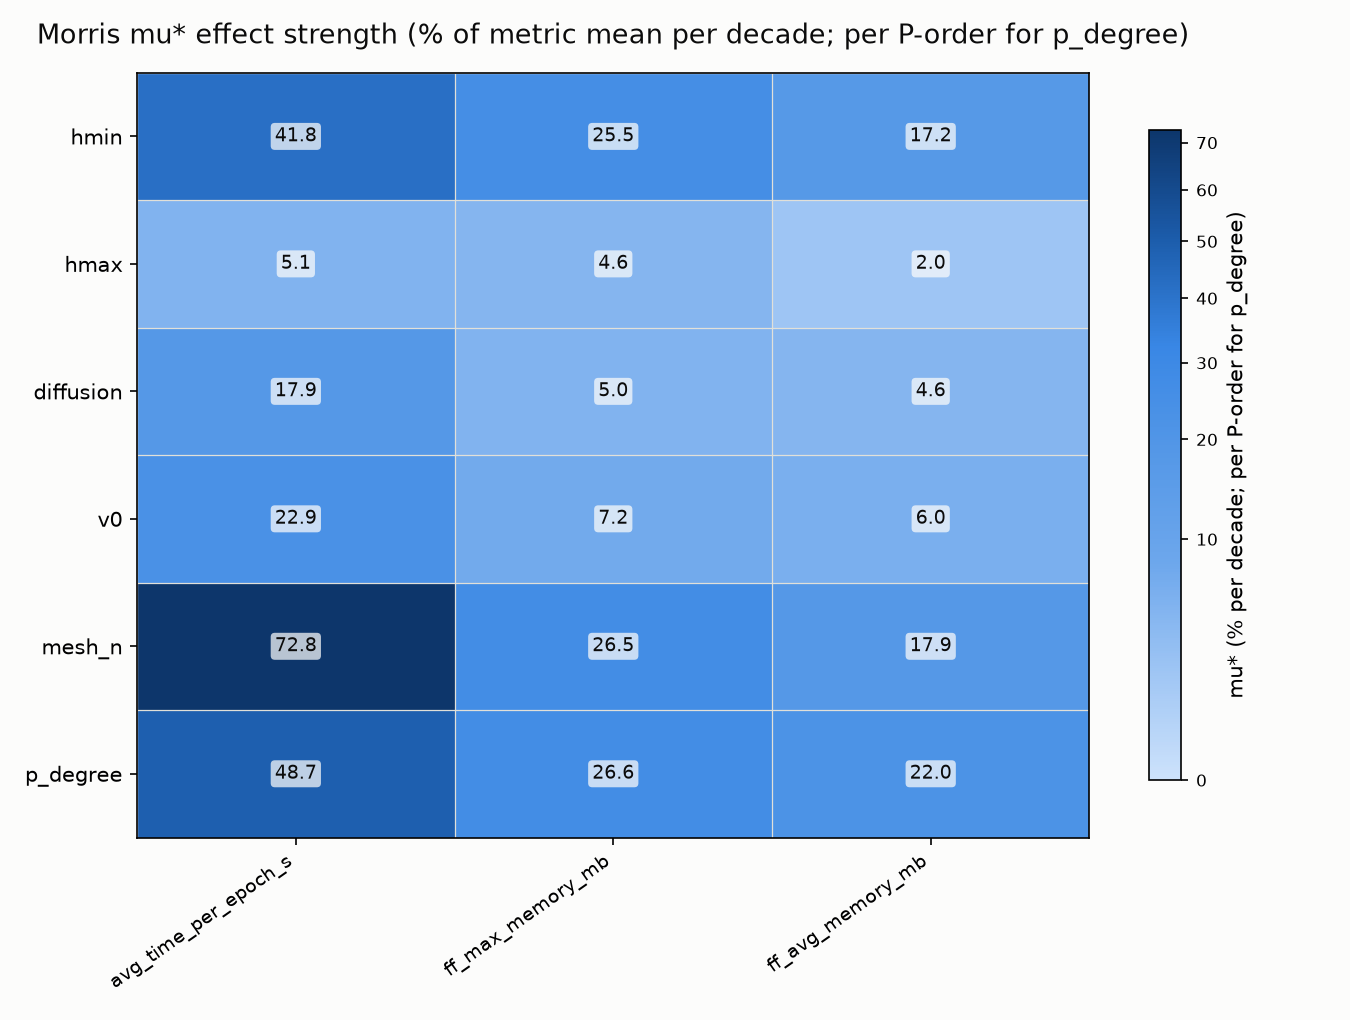 Morris mu* effect strength (% of metric mean per decade; per P-order for p_degree)
hmin 41.8 25.5 17.2
hmax 5.1 4.6 2.0
diffusion 17.9 5.0 4.6
v0 22.9 7.2 6.0
mesh_n 72.8 26.5 17.9
p_degree 48.7 26.6 22.0
avg_time_per_epoch_s
ff_max_memory_mb
ff_avg_memory_mb
70
60
50
40
30
20
10
0
mu* (% per decade; per P-order for p_degree)